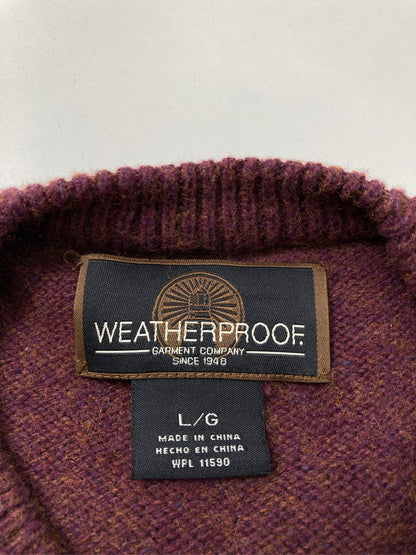 WEATHERPROOF.
GARMENT COMPANY
SINCE 1948
L/G
MADE IN CHINA
HECHO EN CHINA
WPL 11590